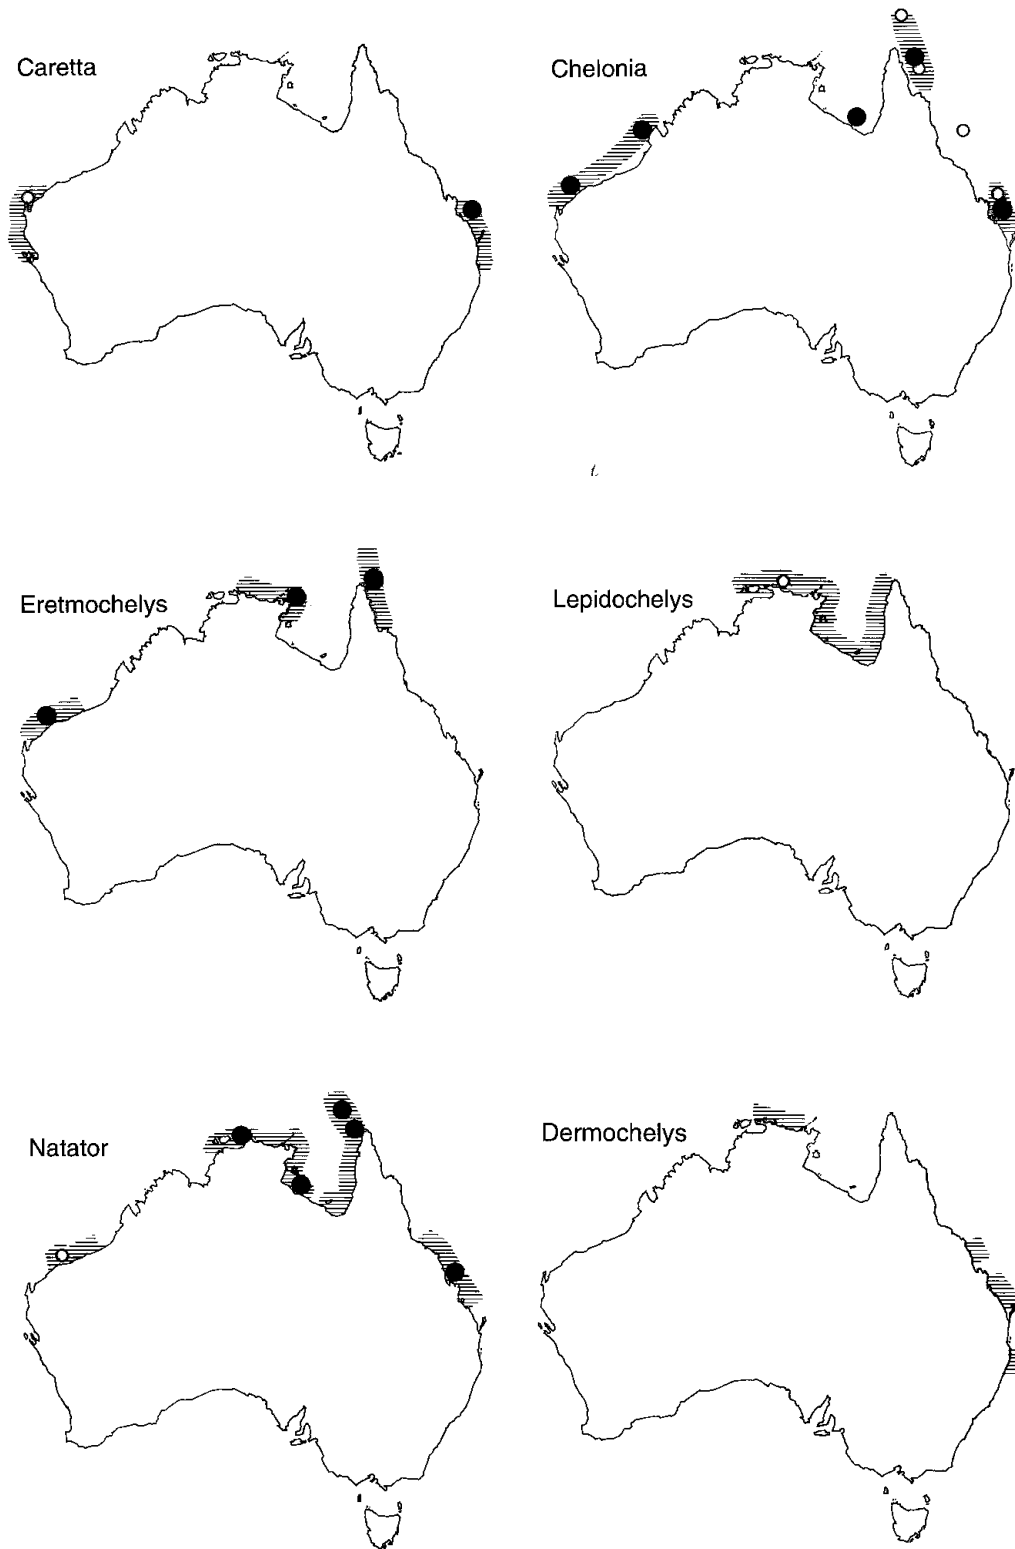 Caretta
Chelonia
Eretmochelys
Lepidochelys
Natator
Dermochelys